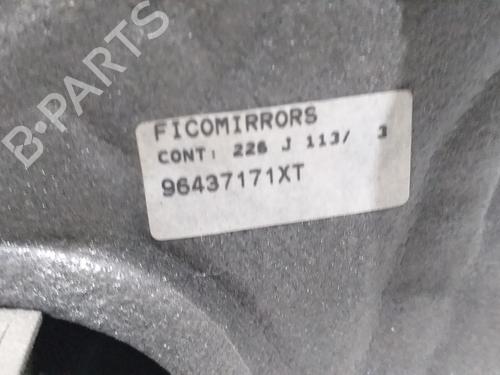 B-PARTS
FICOMIRRORS
CONT: 226 J 113/ 3
96437171XT